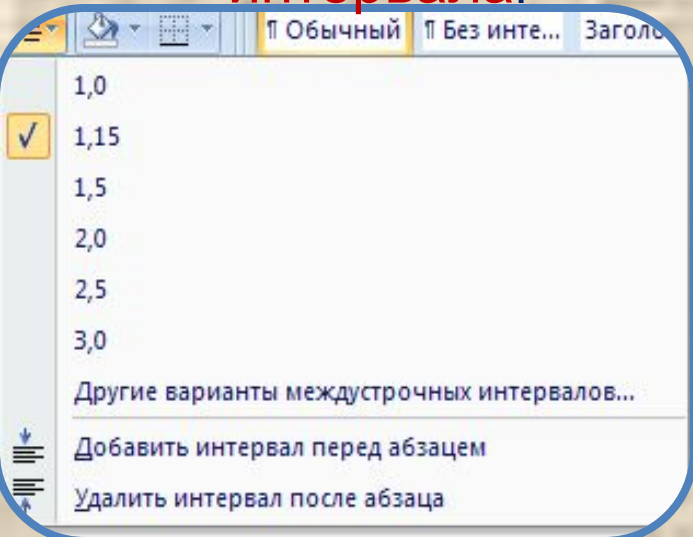 интервала.
¶ Обычный ¶ Без инте... Заголо
1,0
1,15
1,5
2,0
2,5
3,0
Другие варианты междустрочных интервалов...
Добавить интервал перед абзацем
Удалить интервал после абзаца